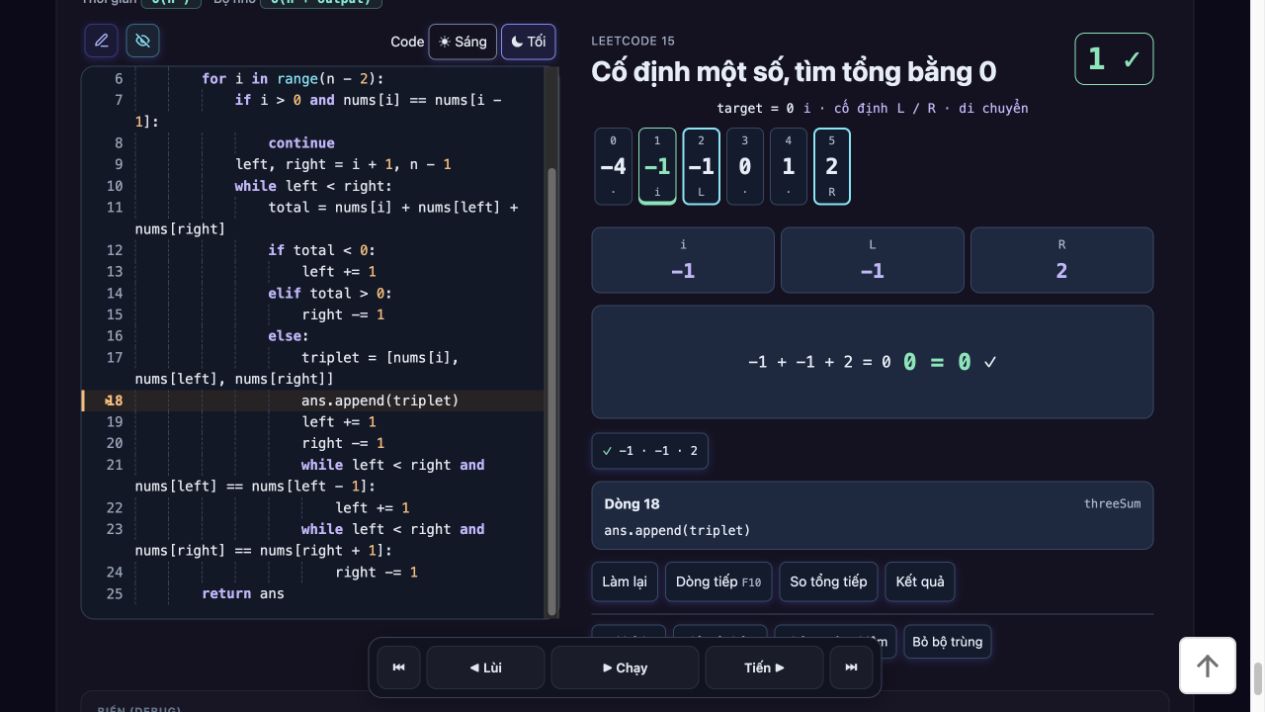 Code ☀ Sáng Tối
6 for i in range(n - 2):
7 if i > 0 and nums[i] == nums[i -
1]:
8 continue
9 left, right = i + 1, n - 1
10 while left < right:
11 total = nums[i] + nums[left] +
nums[right]
12 if total < 0:
13 left += 1
14 elif total > 0:
15 right -= 1
16 else:
17 triplet = [nums[i],
nums[left], nums[right]]
18 ans.append(triplet)
19 left += 1
20 right -= 1
21 while left < right and
nums[left] == nums[left - 1]:
22 left += 1
23 while left < right and
nums[right] == nums[right + 1]:
24 right -= 1
25 return ans
LEETCODE 15
Cố định một số, tìm tổng bằng 0
1 ✓
target = 0 i · cố định L / R · di chuyển
0 1 2 3 4 5
−4 −1 −1 0 1 2
· i L · · R
i L R
−1 −1 2
−1 + −1 + 2 = 0 0 = 0 ✓
✓ −1 · −1 · 2
Dòng 18 threeSum
ans.append(triplet)
Làm lại Dòng tiếp F10 So tổng tiếp Kết quả
Bỏ bộ trùng
⏮ ◀ Lùi ▶ Chạy Tiến ▶ ⏭
BIẾN (DEBUG)